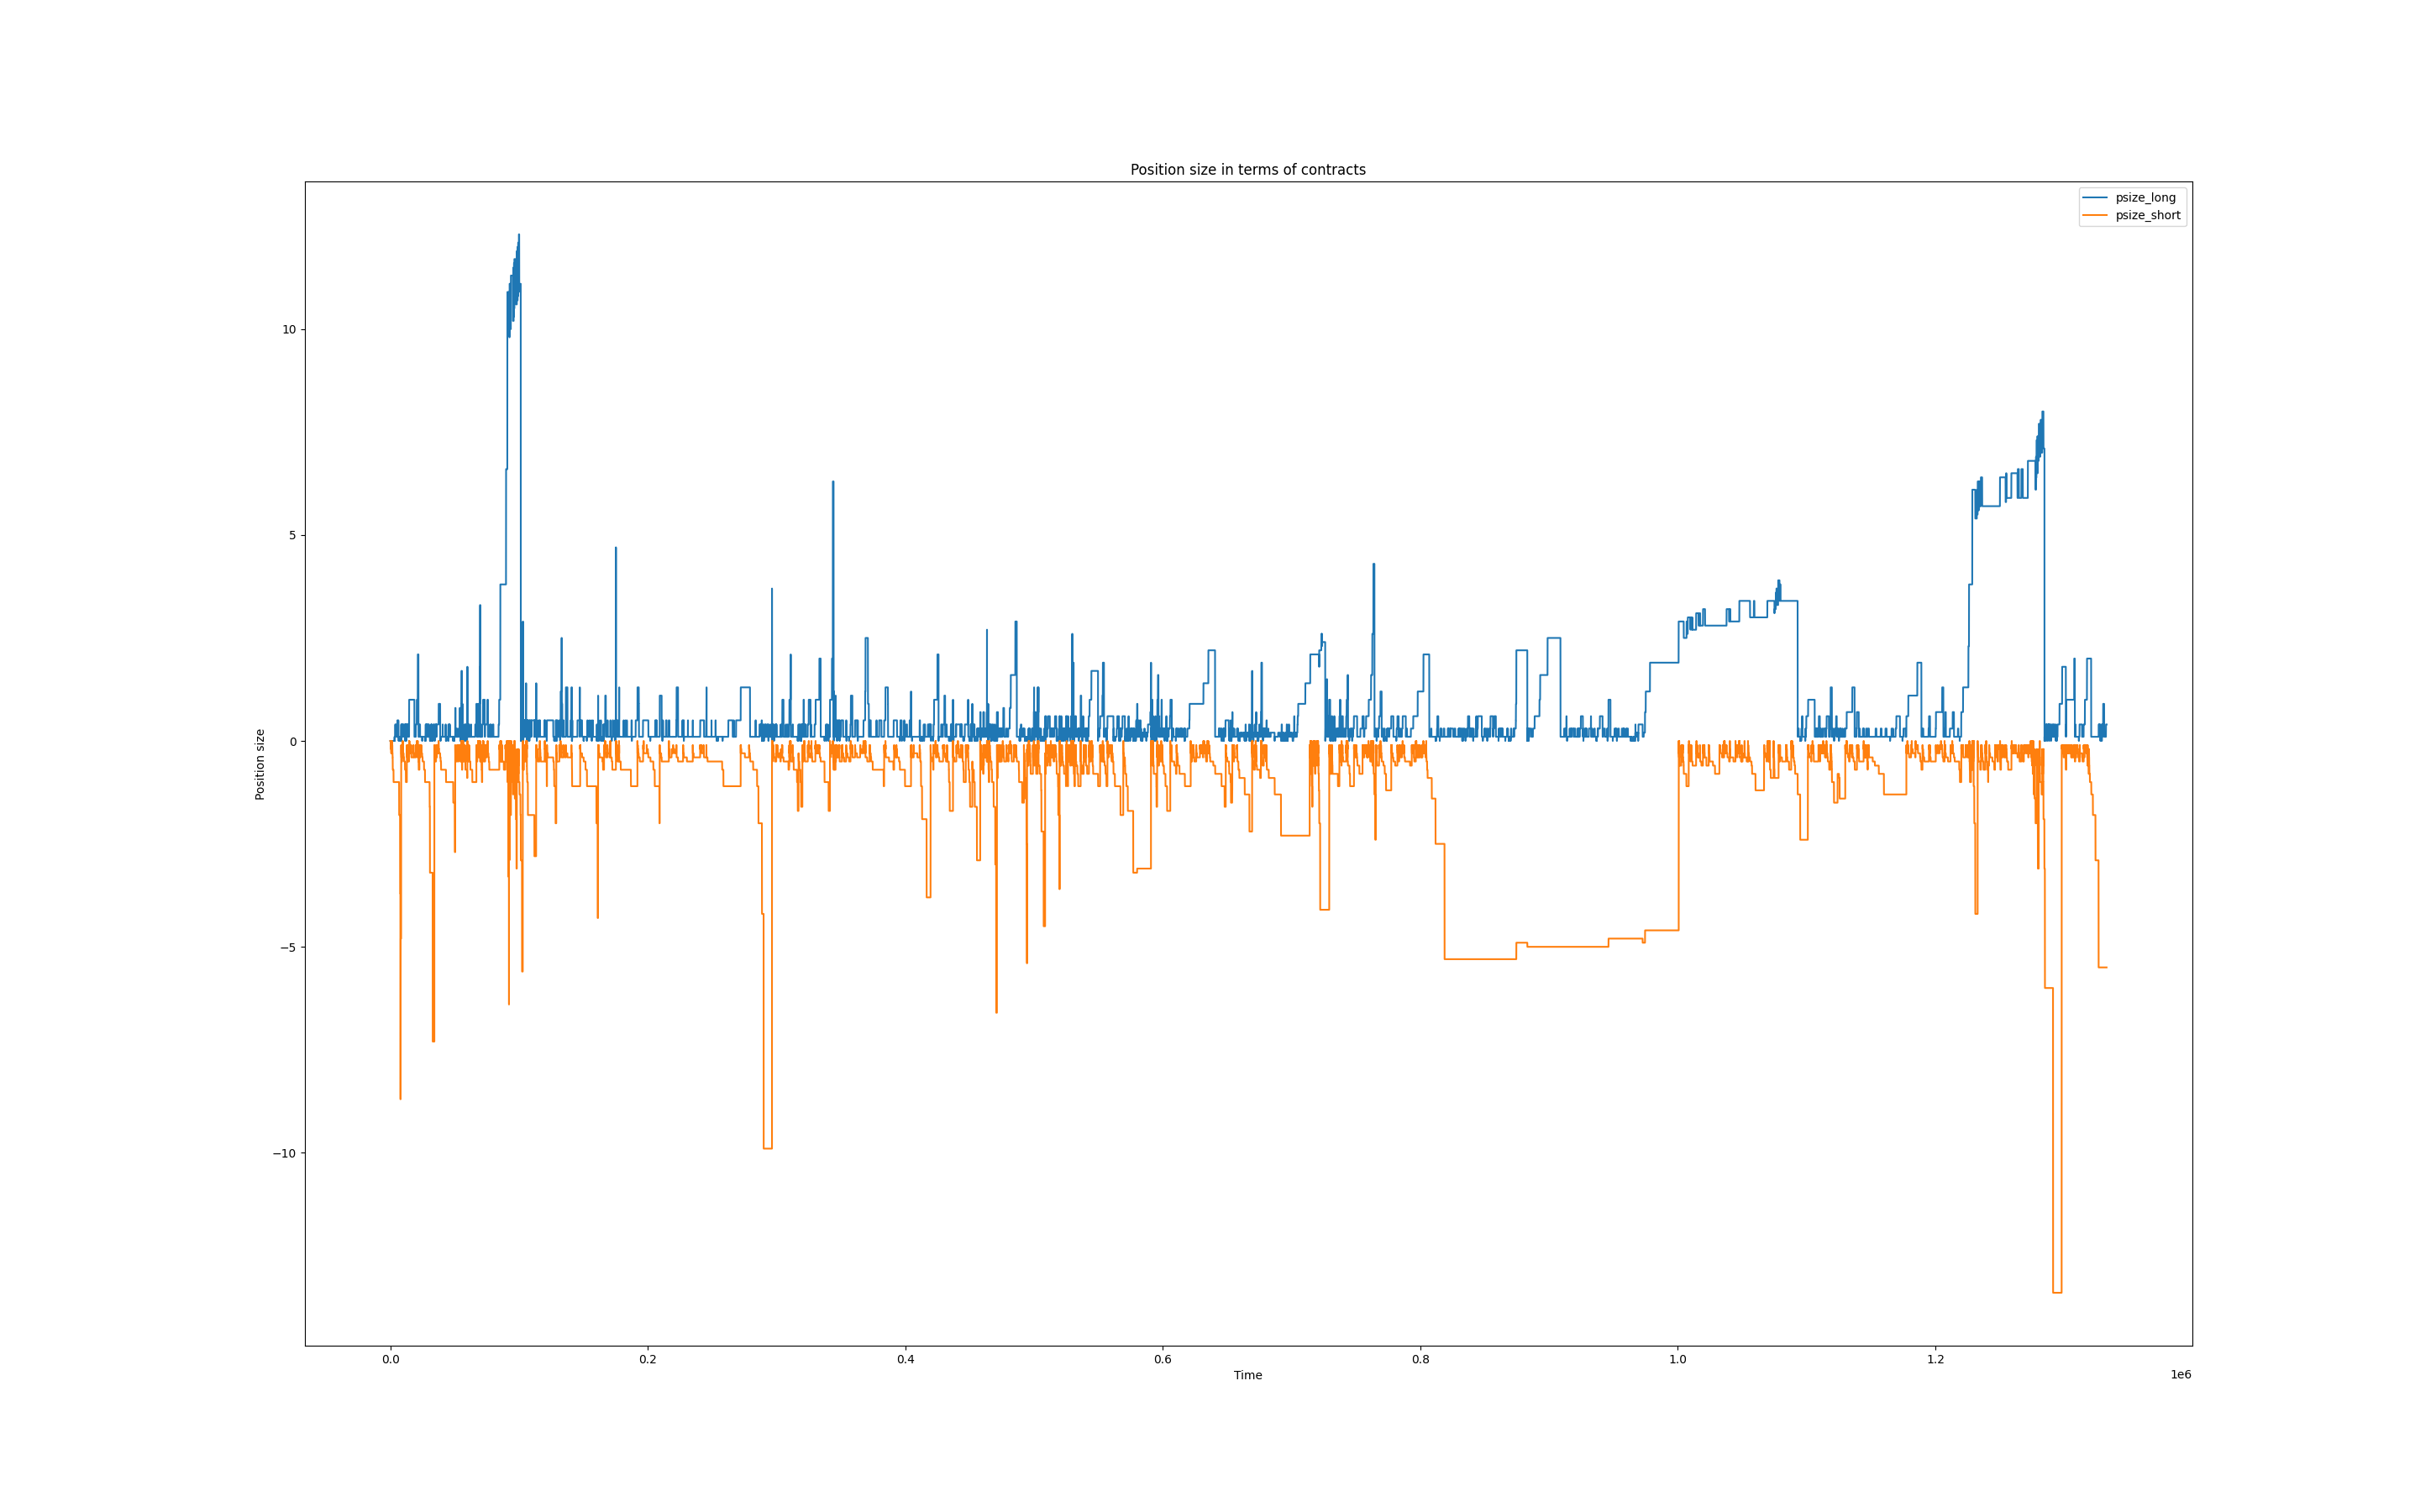 Position size in terms of contracts
psize_long
psize_short
10
5
0
−5
−10
Position size
0.0 0.2 0.4 0.6 0.8 1.0 1.2
1e6
Time